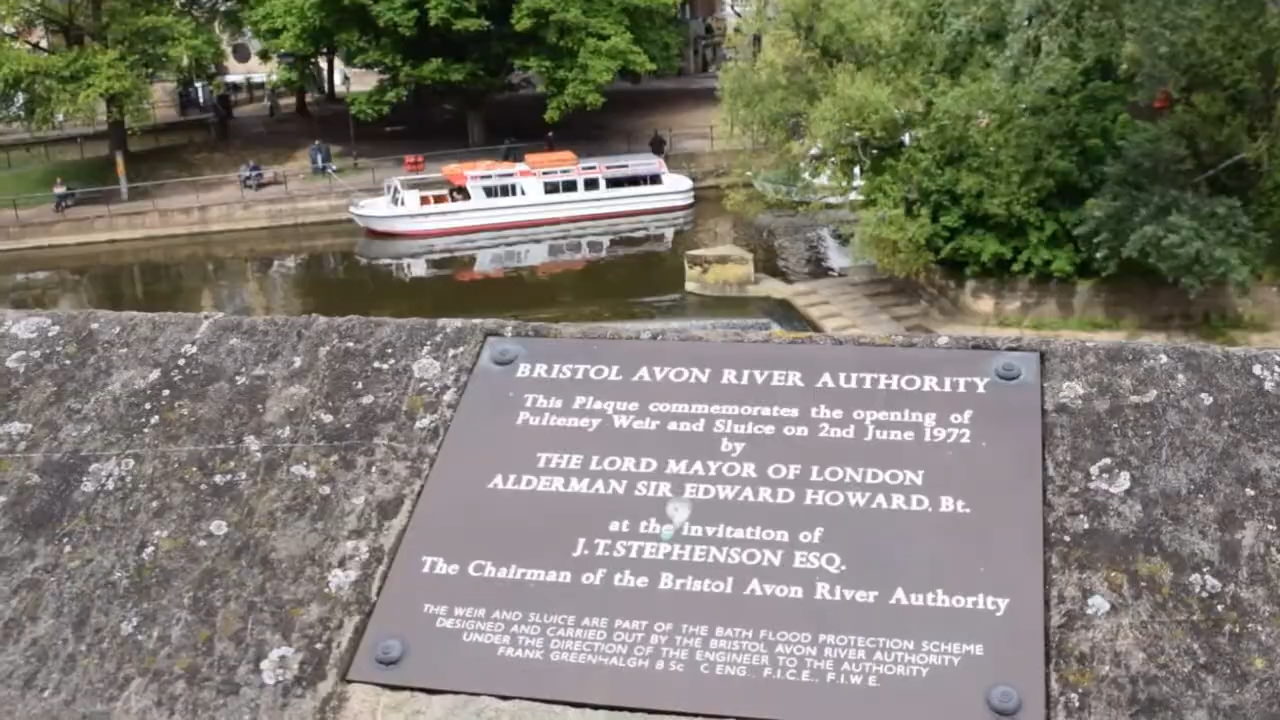 BRISTOL AVON RIVER AUTHORITY
This Plaque commemorates the opening of
Pulteney Weir and Sluice on 2nd June 1972
by
THE LORD MAYOR OF LONDON
ALDERMAN SIR EDWARD HOWARD, Bt.
at the invitation of
J.T.STEPHENSON ESQ.
The Chairman of the Bristol Avon River Authority
THE WEIR AND SLUICE ARE PART OF THE BATH FLOOD PROTECTION SCHEME
DESIGNED AND CARRIED OUT BY THE BRISTOL AVON RIVER AUTHORITY
UNDER THE DIRECTION OF THE ENGINEER TO THE AUTHORITY
FRANK GREENHALGH B Sc C ENG., F.I.C.E., F.I.W.E.